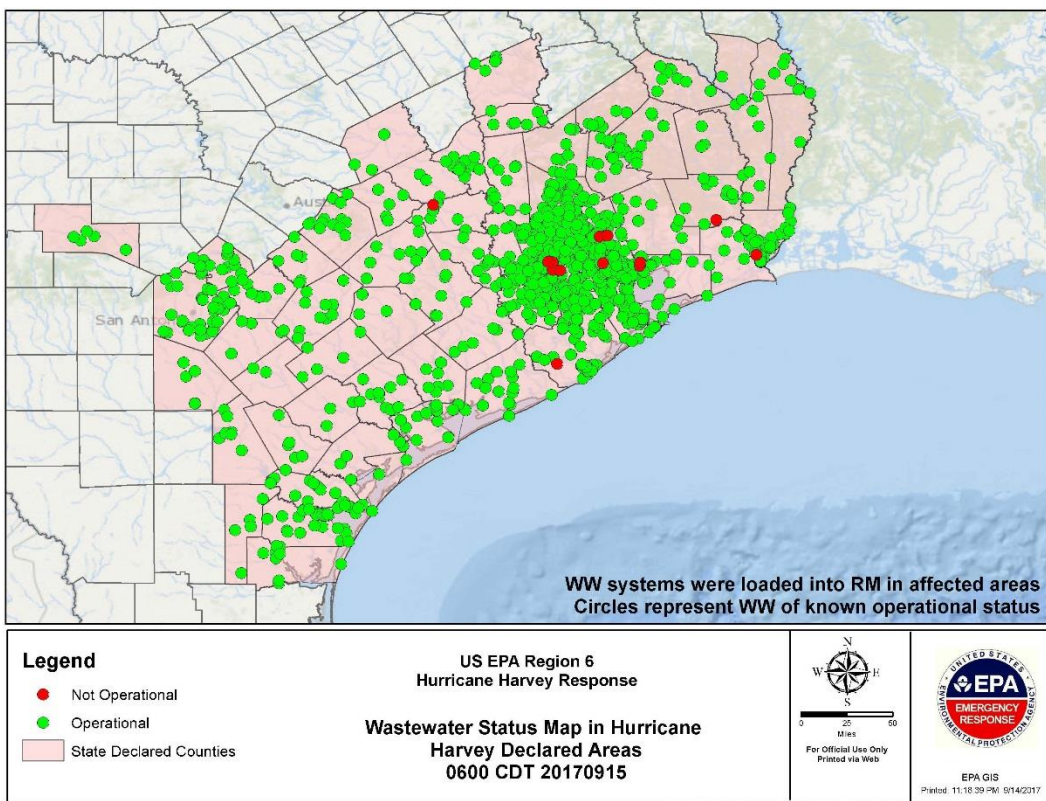 Austin
San Antonio
WW systems were loaded into RM in affected areas
Circles represent WW of known operational status
Legend
Not Operational
Operational
State Declared Counties
US EPA Region 6
Hurricane Harvey Response
Wastewater Status Map in Hurricane
Harvey Declared Areas
0600 CDT 20170915
N
W E
S
0 25 50
Miles
For Official Use Only
Printed via Web
UNITED STATES
EPA
EMERGENCY
RESPONSE
ENVIRONMENTAL PROTECTION AGENCY
EPA GIS
Printed: 11:18:39 PM 9/14/2017